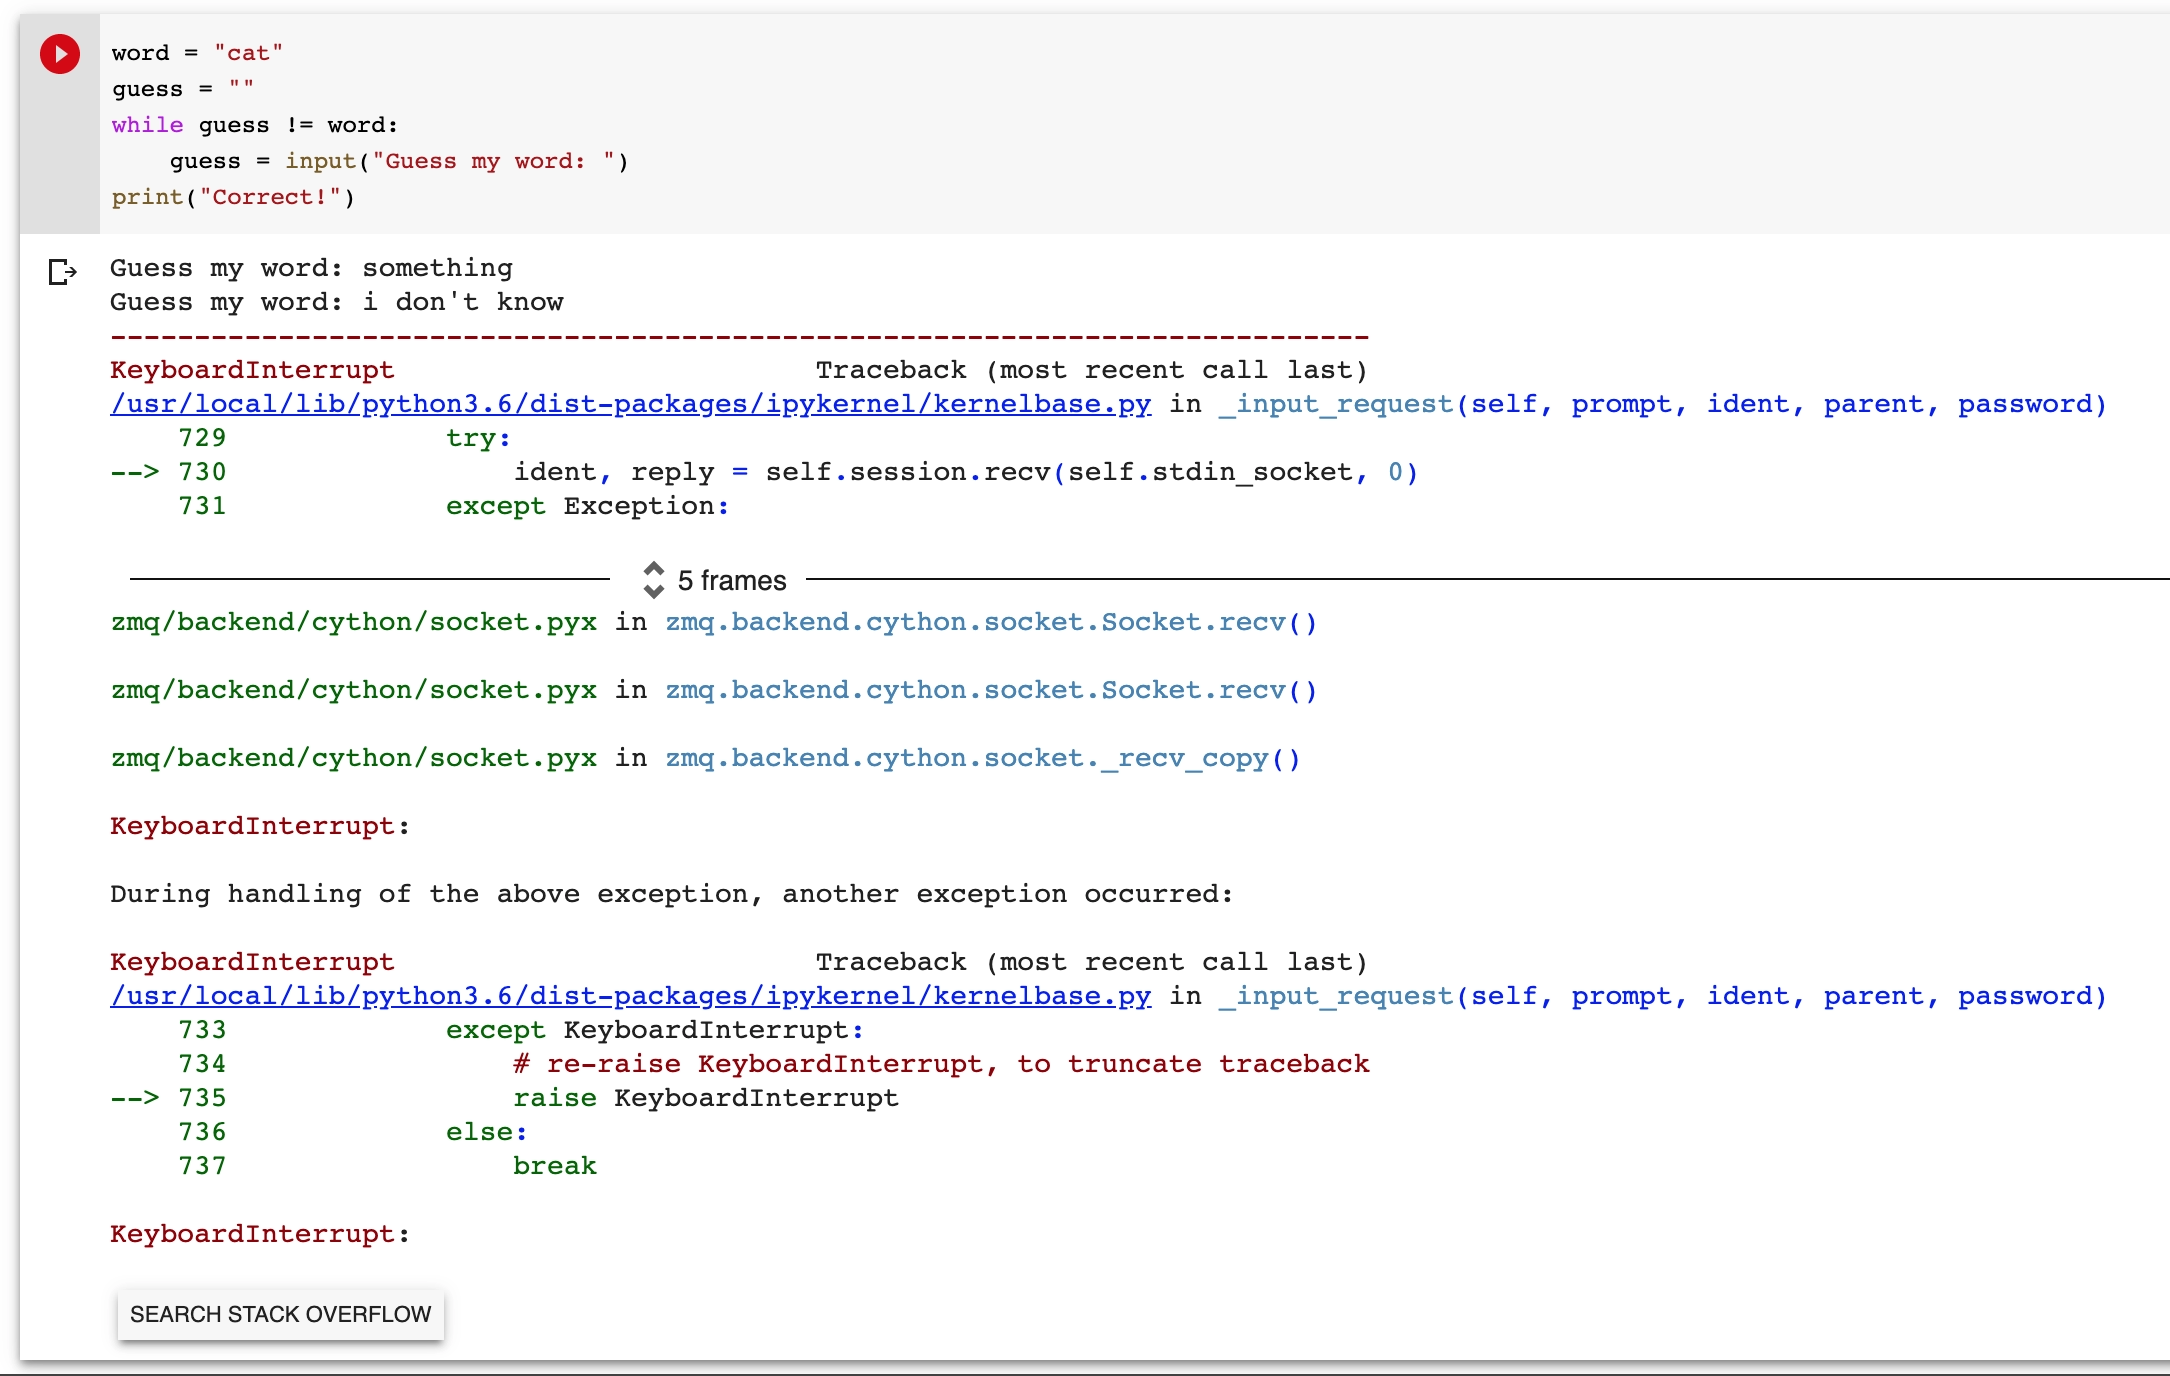 word = "cat"
guess = ""
while guess != word:
    guess = input("Guess my word: ")
print("Correct!")
Guess my word: something
Guess my word: i don't know
---------------------------------------------------------------------------
KeyboardInterrupt                         Traceback (most recent call last)
/usr/local/lib/python3.6/dist-packages/ipykernel/kernelbase.py in _input_request(self, prompt, ident, parent, password)
    729             try:
--> 730                 ident, reply = self.session.recv(self.stdin_socket, 0)
    731             except Exception:
5 frames
zmq/backend/cython/socket.pyx in zmq.backend.cython.socket.Socket.recv()
zmq/backend/cython/socket.pyx in zmq.backend.cython.socket.Socket.recv()
zmq/backend/cython/socket.pyx in zmq.backend.cython.socket._recv_copy()
KeyboardInterrupt:
During handling of the above exception, another exception occurred:
KeyboardInterrupt                         Traceback (most recent call last)
/usr/local/lib/python3.6/dist-packages/ipykernel/kernelbase.py in _input_request(self, prompt, ident, parent, password)
    733             except KeyboardInterrupt:
    734                 # re-raise KeyboardInterrupt, to truncate traceback
--> 735                 raise KeyboardInterrupt
    736             else:
    737                 break
KeyboardInterrupt:
SEARCH STACK OVERFLOW